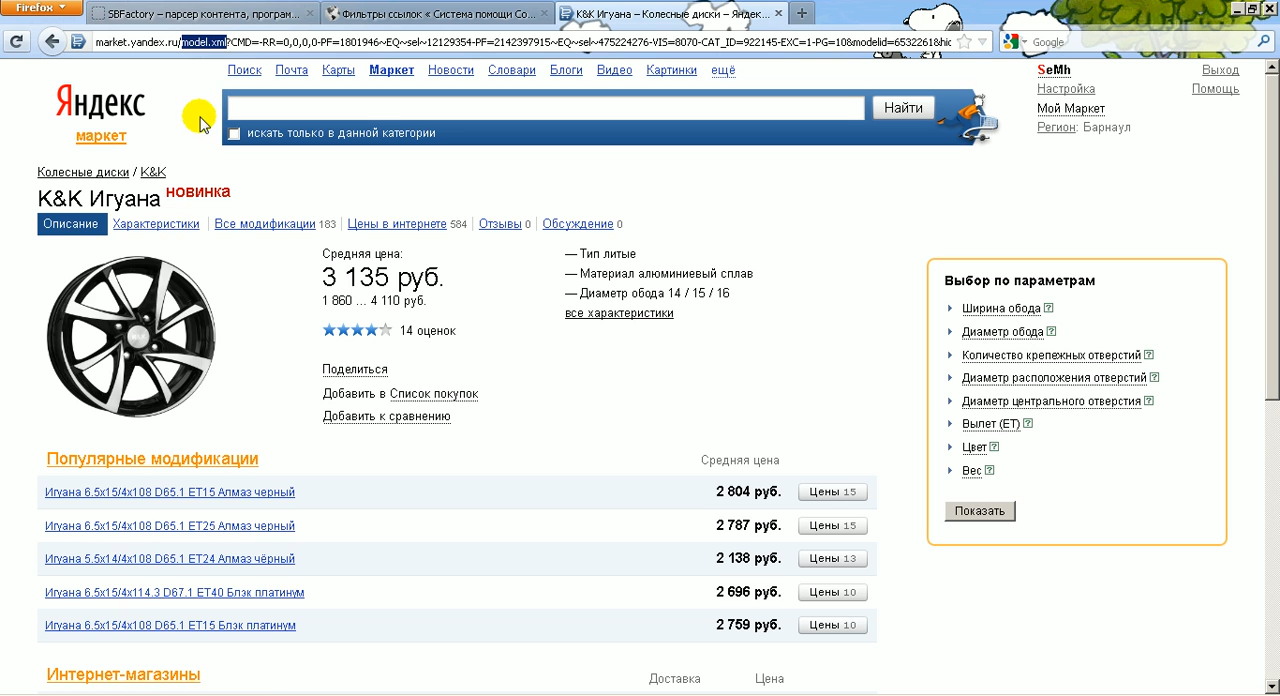 Firefox
SBFactory – парсер контента, програм...
Фильтры ссылок « Система помощи Co...
K&K Игуана – Колесные диски – Яндек...
market.yandex.ru/model.xml?CMD=-RR=0,0,0,0-PF=1801946~EQ~sel~12129354-PF=2142397915~EQ~sel~475224276-VIS=8070-CAT_ID=922145-EXC=1-PG=10&modelid=6532261&hid
Google
Поиск Почта Карты Маркет Новости Словари Блоги Видео Картинки ещё
SeMh Выход
Настройка Помощь
Мой Маркет
Регион: Барнаул
Яндекс
маркет
Найти
искать только в данной категории
Колесные диски / K&K
K&K Игуана новинка
Описание Характеристики Все модификации 183 Цены в интернете 584 Отзывы 0 Обсуждение 0
Средняя цена:
3 135 руб.
1 860 ... 4 110 руб.
14 оценок
Поделиться
Добавить в Список покупок
Добавить к сравнению
— Тип литые
— Материал алюминиевый сплав
— Диаметр обода 14 / 15 / 16
все характеристики
Выбор по параметрам
Ширина обода ?
Диаметр обода ?
Количество крепежных отверстий ?
Диаметр расположения отверстий ?
Диаметр центрального отверстия ?
Вылет (ET) ?
Цвет ?
Вес ?
Показать
Популярные модификации Средняя цена
Игуана 6.5x15/4x108 D65.1 ET15 Алмаз черный 2 804 руб. Цены 15
Игуана 6.5x15/4x108 D65.1 ET25 Алмаз черный 2 787 руб. Цены 15
Игуана 5.5x14/4x108 D65.1 ET24 Алмаз чёрный 2 138 руб. Цены 13
Игуана 6.5x15/4x114.3 D67.1 ET40 Блэк платинум 2 696 руб. Цены 10
Игуана 6.5x15/4x108 D65.1 ET15 Блэк платинум 2 759 руб. Цены 10
Интернет-магазины Доставка Цена